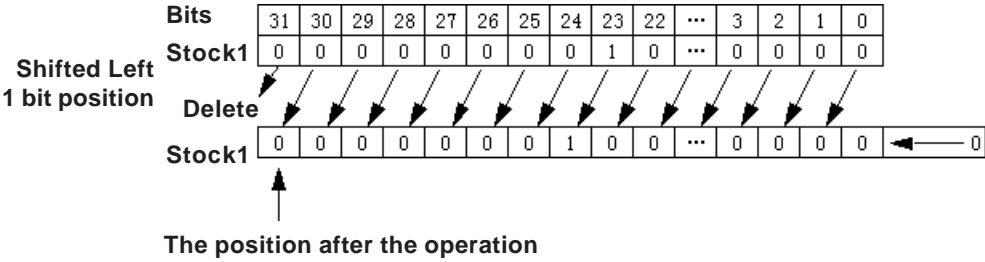 Bits 31 30 29 28 27 26 25 24 23 22 ... 3 2 1 0
Stock1 0 0 0 0 0 0 0 0 1 0 ... 0 0 0 0
Shifted Left
1 bit position
Delete
Stock1 0 0 0 0 0 0 0 1 0 0 ... 0 0 0 0 0
The position after the operation